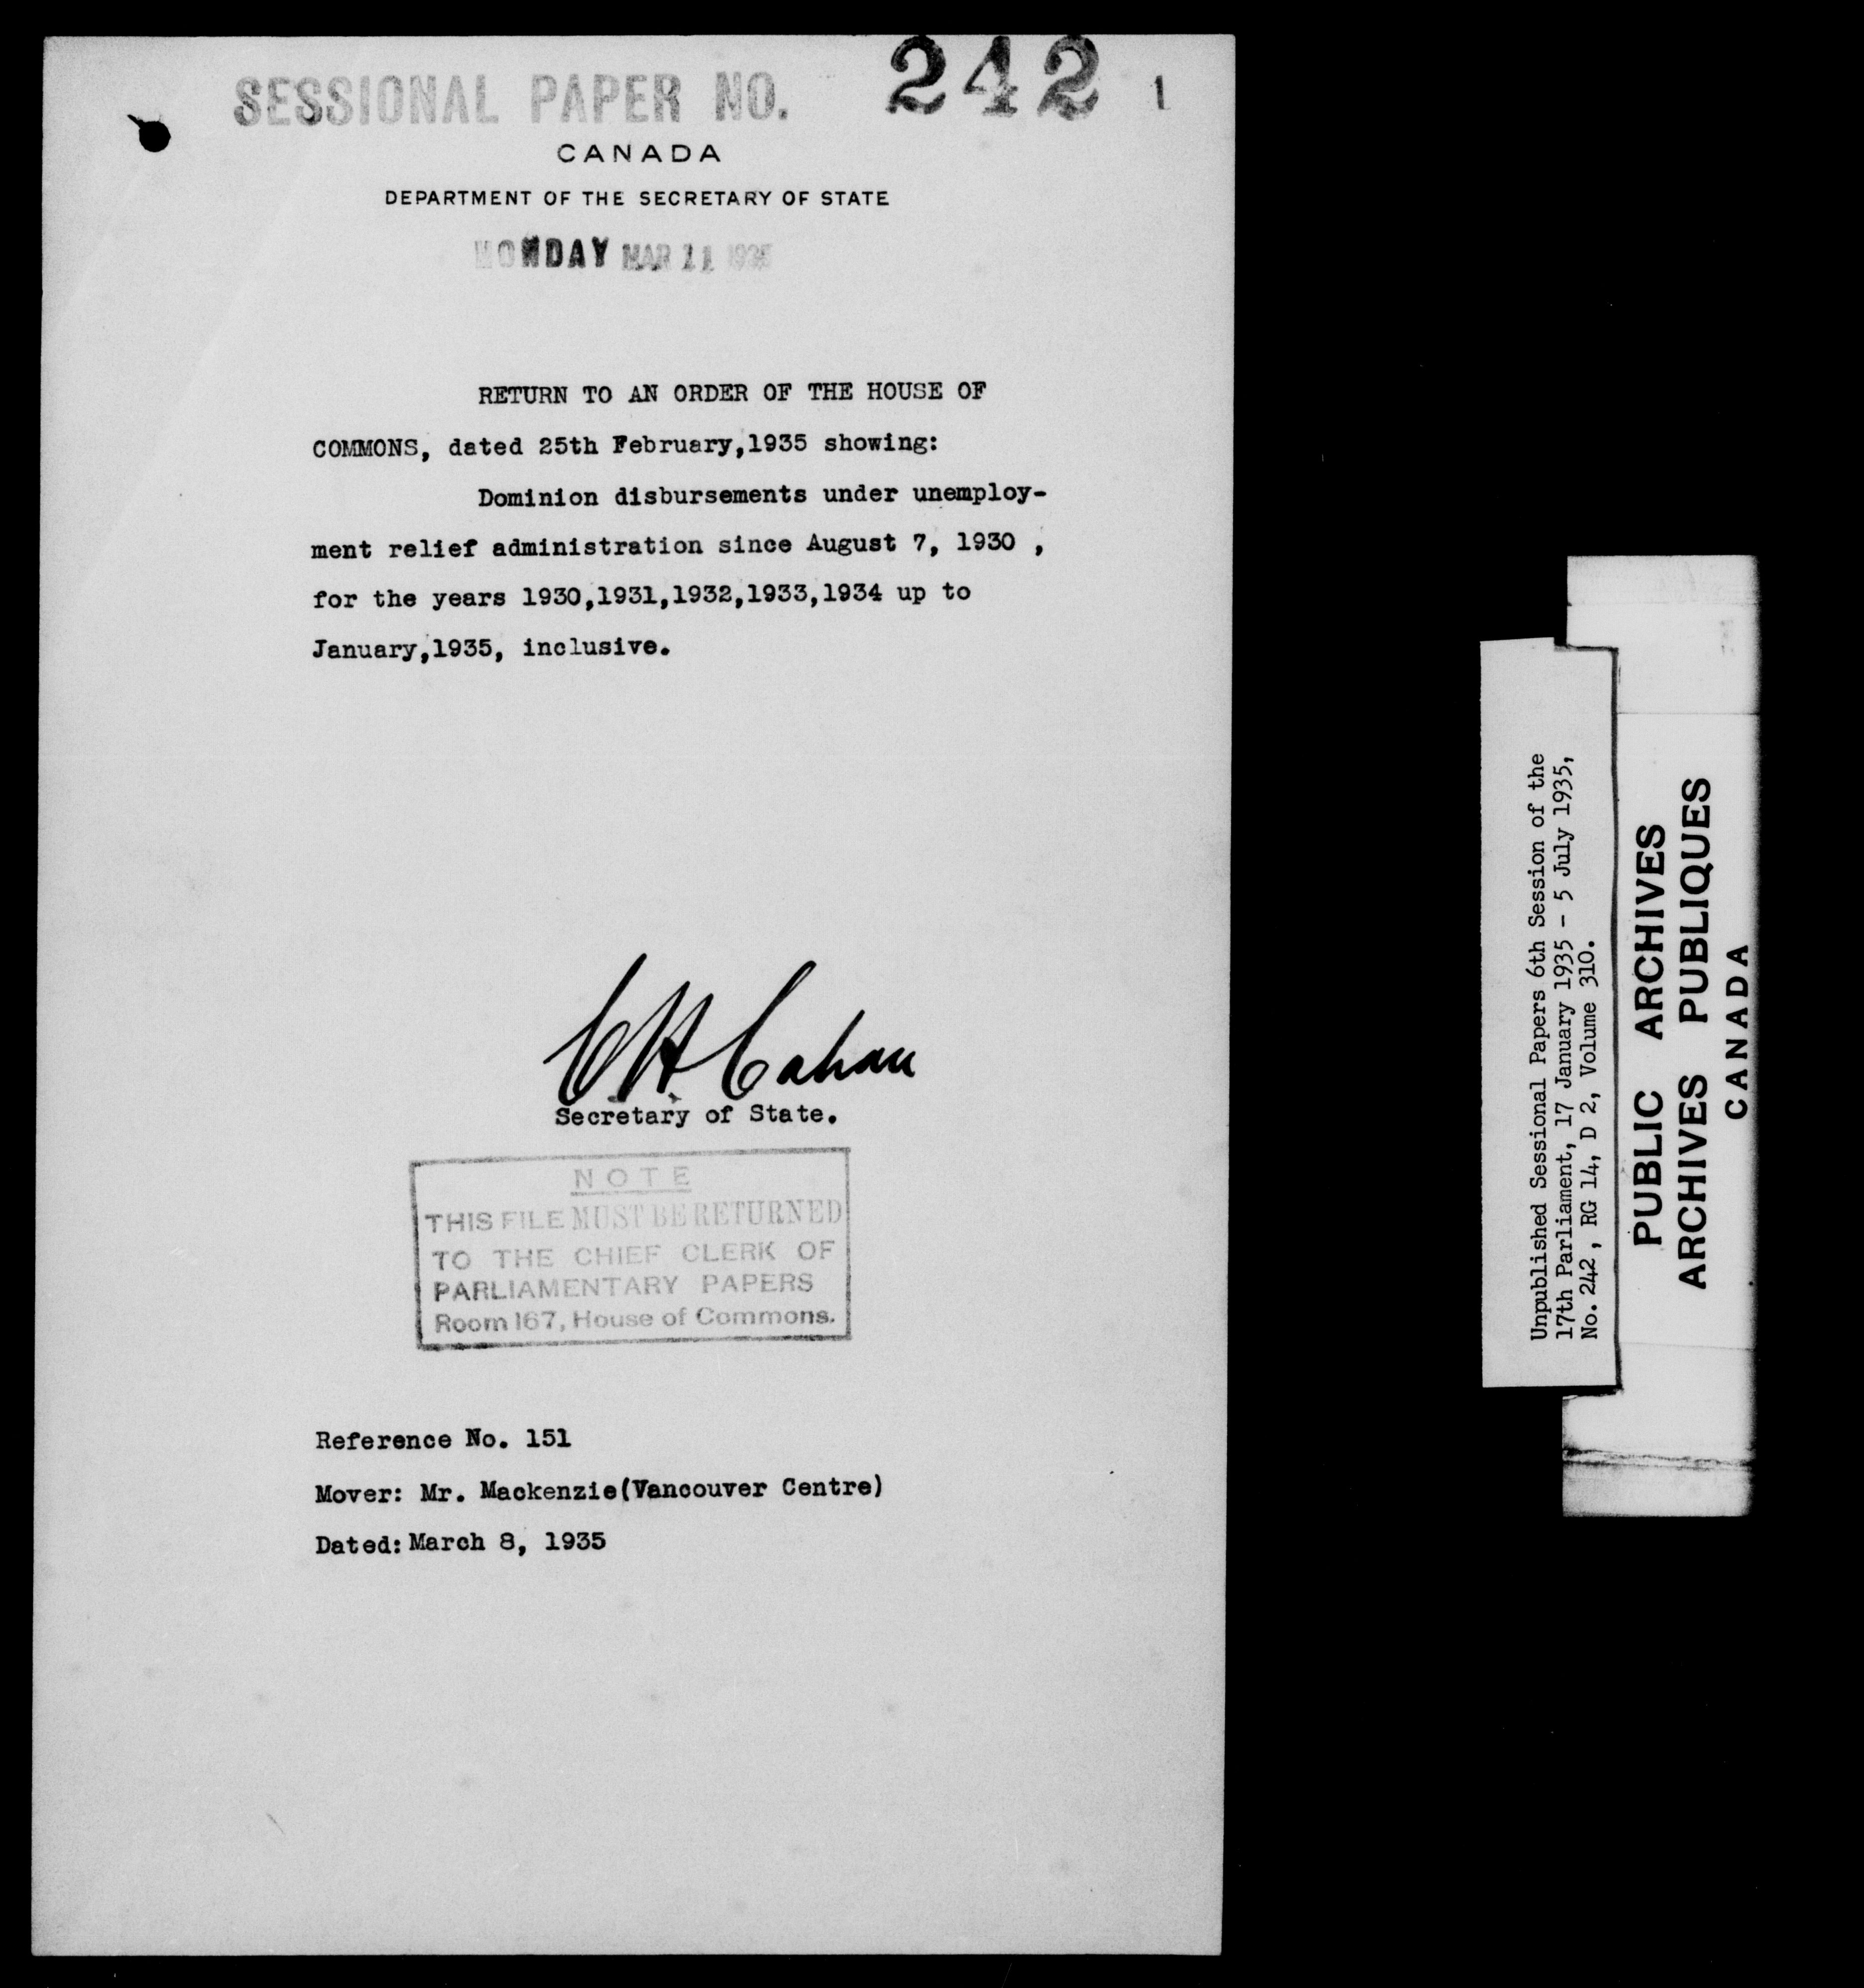 SESSIONAL PAPER NO. 242 1
CANADA
DEPARTMENT OF THE SECRETARY OF STATE
MONDAY MAR 11 1935
RETURN TO AN ORDER OF THE HOUSE OF
COMMONS, dated 25th February,1935 showing:
Dominion disbursements under unemploy-
ment relief administration since August 7, 1930 ,
for the years 1930,1931,1932,1933,1934 up to
January,1935, inclusive.
C H Cahan
Secretary of State.
NOTE
THIS FILE MUST BE RETURNED
TO THE CHIEF CLERK OF
PARLIAMENTARY PAPERS
Room 167, House of Commons.
Reference No. 151
Mover: Mr. Mackenzie(Vancouver Centre)
Dated: March 8, 1935
Unpublished Sessional Papers 6th Session of the
17th Parliament, 17 January 1935 - 5 July 1935,
No. 242, RG 14, D 2, Volume 310.
PUBLIC ARCHIVES
ARCHIVES PUBLIQUES
CANADA